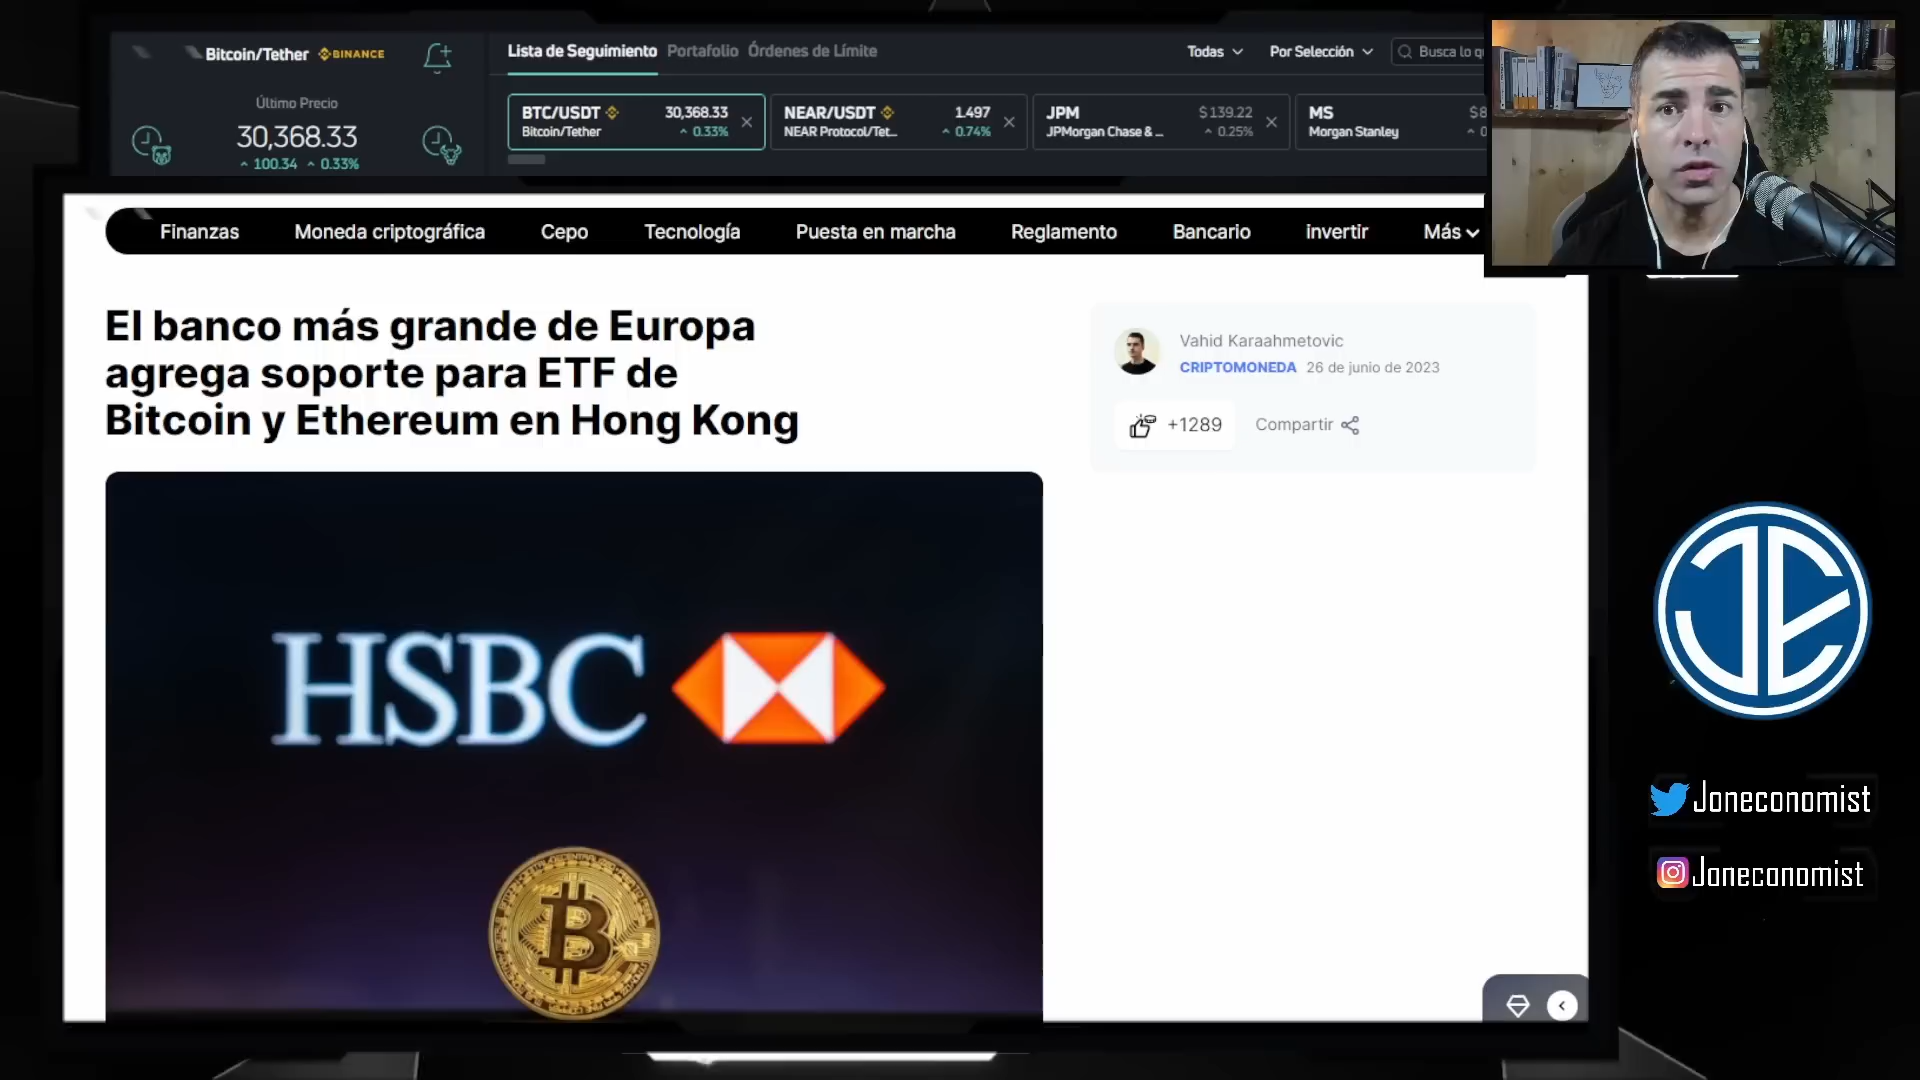 Bitcoin/Tether BINANCE
Lista de Seguimiento Portafolio Órdenes de Límite
Todas Por Selección Busca lo
Último Precio
30,368.33
100.34 0.33%
BTC/USDT 30,368.33
Bitcoin/Tether 0.33%
NEAR/USDT 1.497
NEAR Protocol/Tet... 0.74%
JPM $139.22
JPMorgan Chase & ... 0.25%
MS
Morgan Stanley
Finanzas Moneda criptográfica Cepo Tecnología Puesta en marcha Reglamento Bancario invertir Más
El banco más grande de Europa
agrega soporte para ETF de
Bitcoin y Ethereum en Hong Kong
Vahid Karaahmetovic
CRIPTOMONEDA 26 de junio de 2023
+1289 Compartir
HSBC
JE
Joneconomist
Joneconomist